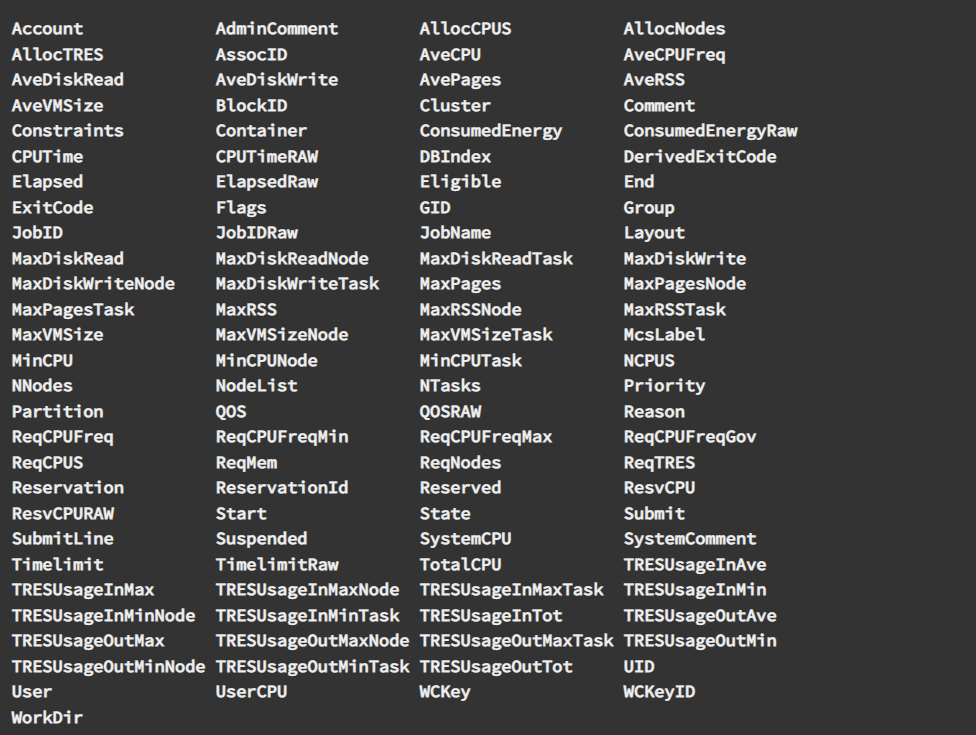 Account AdminComment AllocCPUS AllocNodes
AllocTRES AssocID AveCPU AveCPUFreq
AveDiskRead AveDiskWrite AvePages AveRSS
AveVMSize BlockID Cluster Comment
Constraints Container ConsumedEnergy ConsumedEnergyRaw
CPUTime CPUTimeRAW DBIndex DerivedExitCode
Elapsed ElapsedRaw Eligible End
ExitCode Flags GID Group
JobID JobIDRaw JobName Layout
MaxDiskRead MaxDiskReadNode MaxDiskReadTask MaxDiskWrite
MaxDiskWriteNode MaxDiskWriteTask MaxPages MaxPagesNode
MaxPagesTask MaxRSS MaxRSSNode MaxRSSTask
MaxVMSize MaxVMSizeNode MaxVMSizeTask McsLabel
MinCPU MinCPUNode MinCPUTask NCPUS
NNodes NodeList NTasks Priority
Partition QOS QOSRAW Reason
ReqCPUFreq ReqCPUFreqMin ReqCPUFreqMax ReqCPUFreqGov
ReqCPUS ReqMem ReqNodes ReqTRES
Reservation ReservationId Reserved ResvCPU
ResvCPURAW Start State Submit
SubmitLine Suspended SystemCPU SystemComment
Timelimit TimelimitRaw TotalCPU TRESUsageInAve
TRESUsageInMax TRESUsageInMaxNode TRESUsageInMaxTask TRESUsageInMin
TRESUsageInMinNode TRESUsageInMinTask TRESUsageInTot TRESUsageOutAve
TRESUsageOutMax TRESUsageOutMaxNode TRESUsageOutMaxTask TRESUsageOutMin
TRESUsageOutMinNode TRESUsageOutMinTask TRESUsageOutTot UID
User UserCPU WCKey WCKeyID
WorkDir